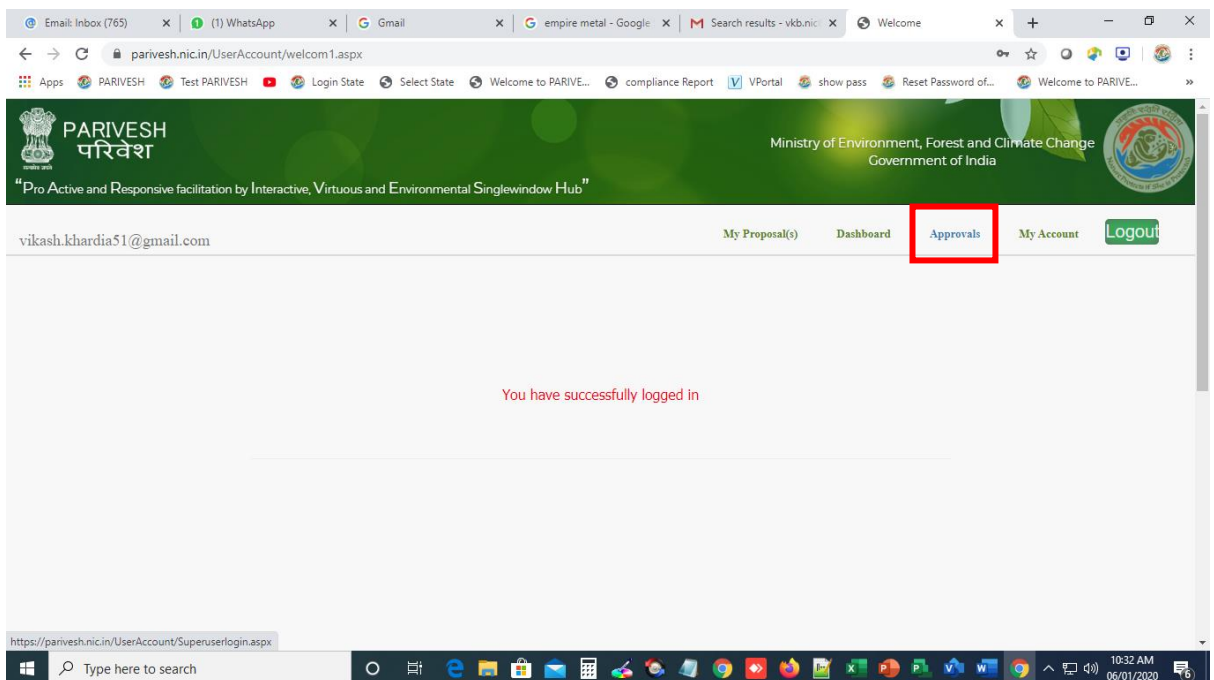 Email: Inbox (765)
(1) WhatsApp
Gmail
empire metal - Google
Search results - vkb.nic
Welcome
parivesh.nic.in/UserAccount/welcom1.aspx
Apps PARIVESH Test PARIVESH Login State Select State Welcome to PARIVE... compliance Report VPortal show pass Reset Password of... Welcome to PARIVE... »
PARIVESH
परिवेश
सत्यमेव जयते
Ministry of Environment, Forest and Climate Change
Government of India
“Pro Active and Responsive facilitation by Interactive, Virtuous and Environmental Singlewindow Hub”
vikash.khardia51@gmail.com
My Proposal(s) Dashboard Approvals My Account Logout
You have successfully logged in
https://parivesh.nic.in/UserAccount/Superuserlogin.aspx
Type here to search
10:32 AM
06/01/2020
6